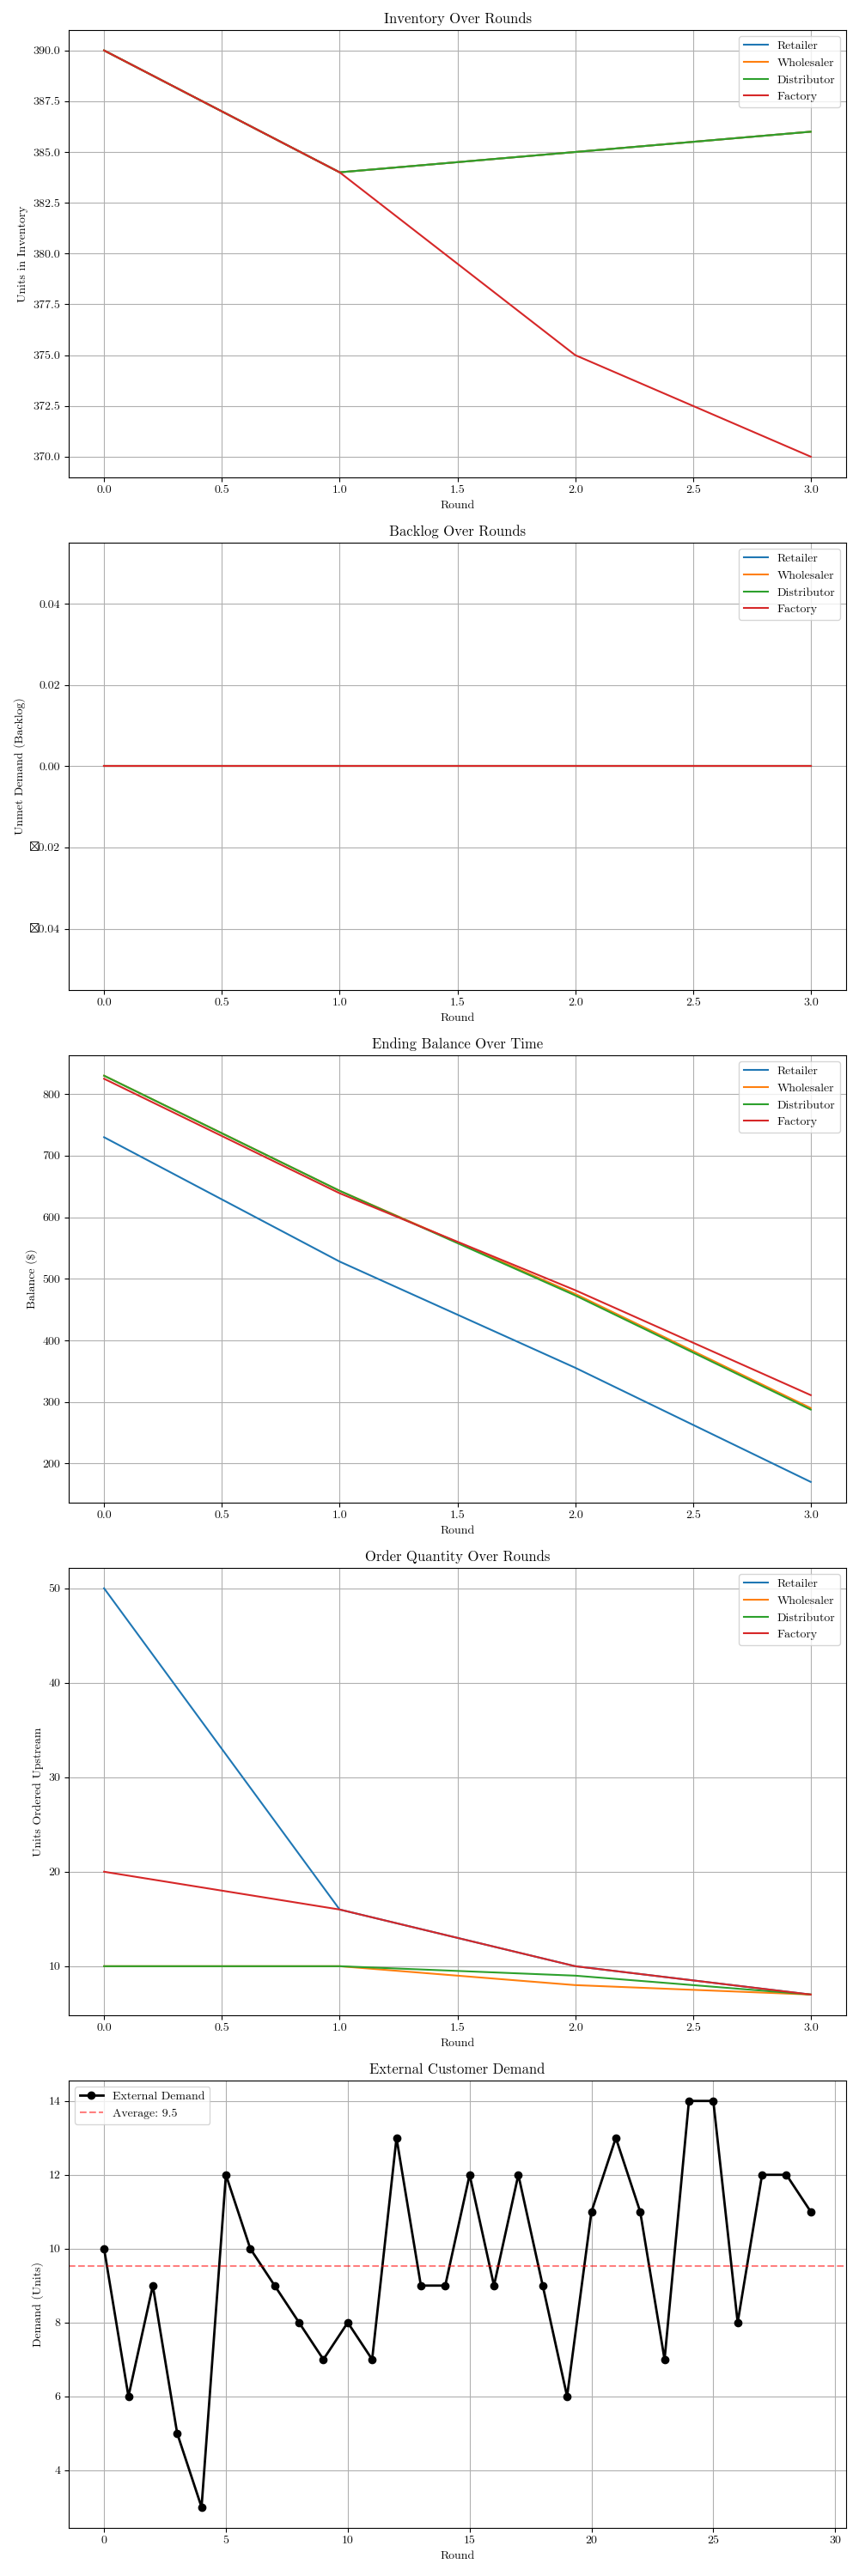 Inventory Over Rounds
Retailer
Wholesaler
Distributor
Factory
390.0
387.5
385.0
382.5
380.0
377.5
375.0
372.5
370.0
Units in Inventory
0.0 0.5 1.0 1.5 2.0 2.5 3.0
Round
Backlog Over Rounds
Retailer
Wholesaler
Distributor
Factory
0.04
0.02
0.00
0.02
0.04
Unmet Demand (Backlog)
0.0 0.5 1.0 1.5 2.0 2.5 3.0
Round
Ending Balance Over Time
Retailer
Wholesaler
Distributor
Factory
800
700
600
500
400
300
200
Balance ($)
0.0 0.5 1.0 1.5 2.0 2.5 3.0
Round
Order Quantity Over Rounds
Retailer
Wholesaler
Distributor
Factory
50
40
30
20
10
Units Ordered Upstream
0.0 0.5 1.0 1.5 2.0 2.5 3.0
Round
External Customer Demand
External Demand
Average: 9.5
14
12
10
8
6
4
Demand (Units)
0 5 10 15 20 25 30
Round